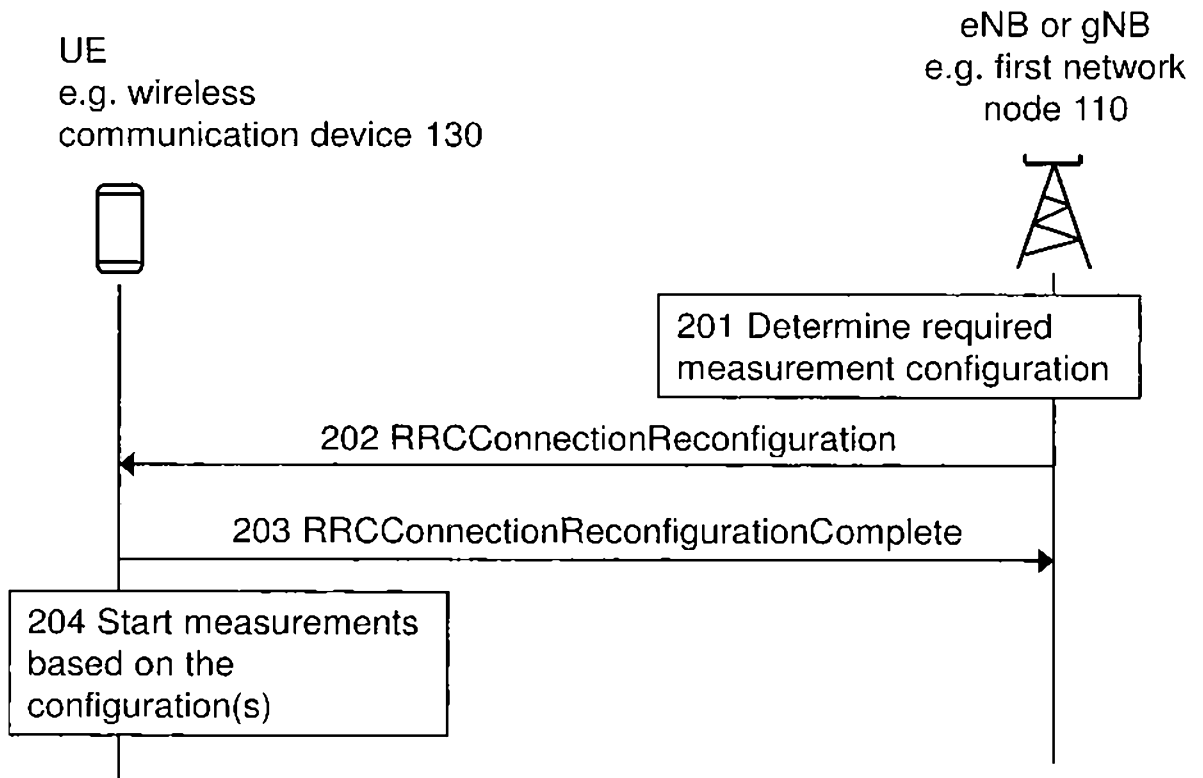 UE
e.g. wireless
communication device 130
eNB or gNB
e.g. first network
node 110
201 Determine required
measurement configuration
202 RRCConnectionReconfiguration
203 RRCConnectionReconfigurationComplete
204 Start measurements
based on the
configuration(s)